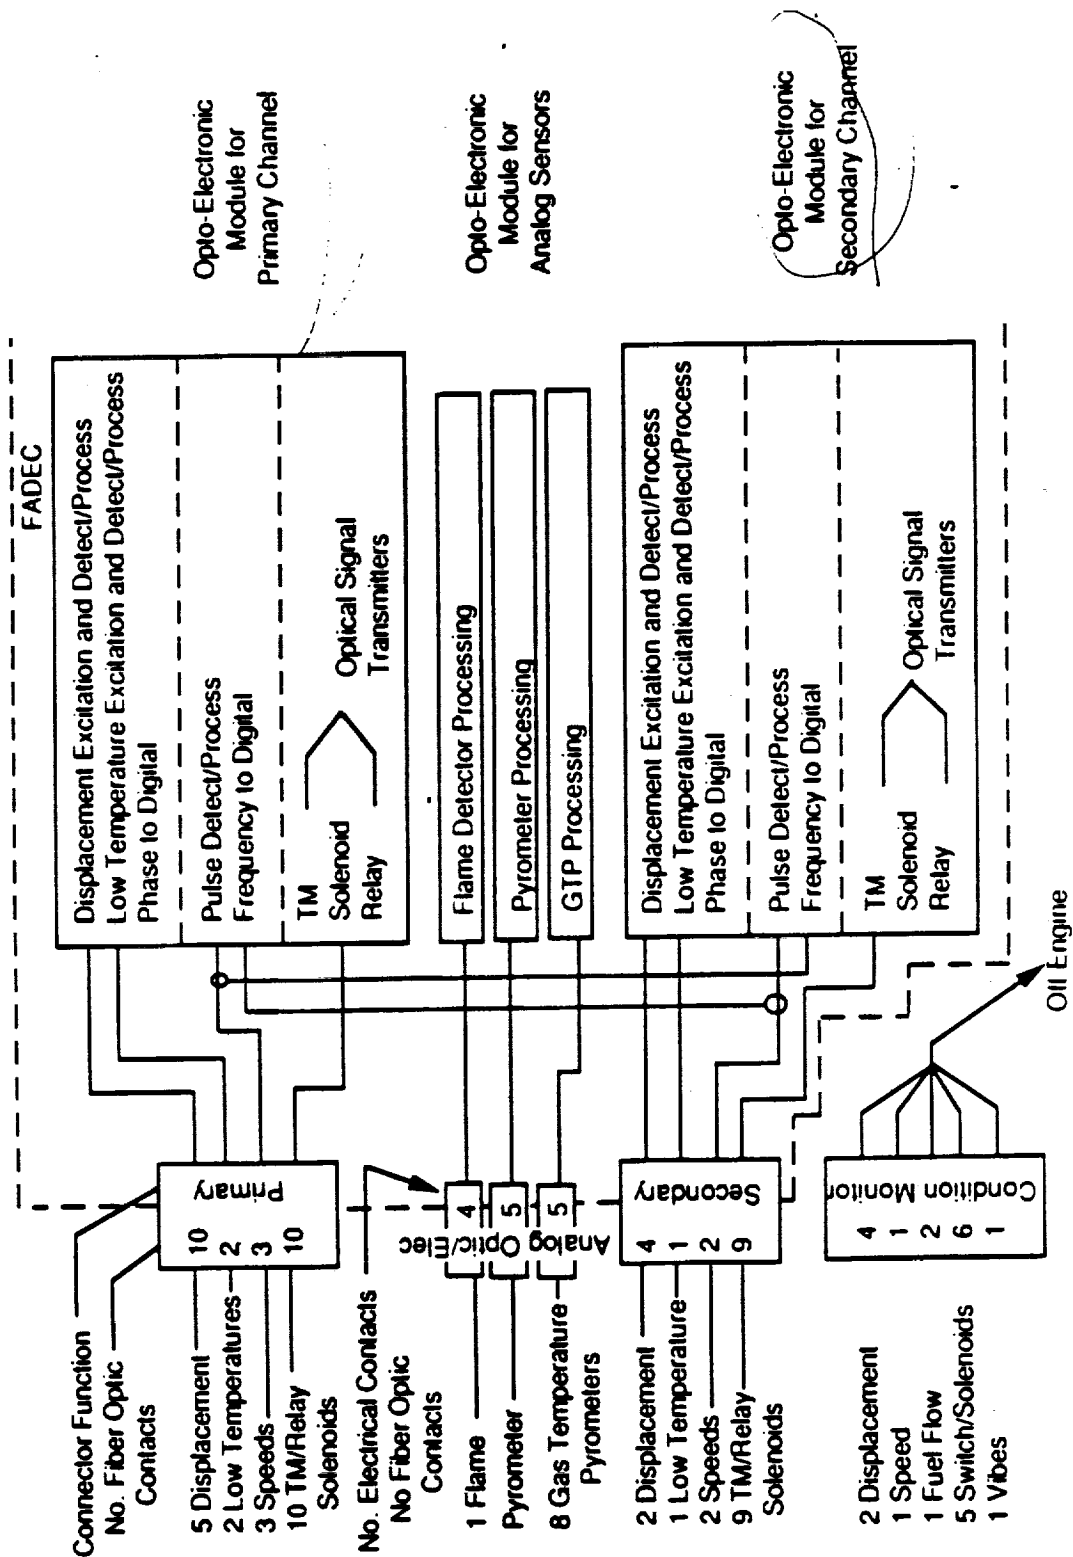 Connector Function
No. Fiber Optic
Contacts
5 Displacement
2 Low Temperatures
3 Speeds
10 TM/Relay
Solenoids
10
2
3
10
Primary
FADEC
Displacement Excitation and Detect/Process
Low Temperature Excitation and Detect/Process
Phase to Digital
Pulse Detect/Process
Frequency to Digital
TM
Solenoid
Relay
Optical Signal
Transmitters
Opto-Electronic
Module for
Primary Channel
No. Electrical Contacts
No Fiber Optic
Contacts
1 Flame
Pyrometer
8 Gas Temperature
Pyrometers
Analog Optic/Elec
4
5
5
Flame Detector Processing
Pyrometer Processing
GTP Processing
Opto-Electronic
Module for
Analog Sensors
2 Displacement
1 Low Temperature
2 Speeds
9 TM/Relay
Solenoids
4
1
2
9
Secondary
Displacement Excitation and Detect/Process
Low Temperature Excitation and Detect/Process
Phase to Digital
Pulse Detect/Process
Frequency to Digital
TM
Solenoid
Relay
Optical Signal
Transmitters
Opto-Electronic
Module for
Secondary Channel
2 Displacement
1 Speed
1 Fuel Flow
5 Switch/Solenoids
1 Vibes
4
1
2
6
1
Condition Monitor
Off Engine